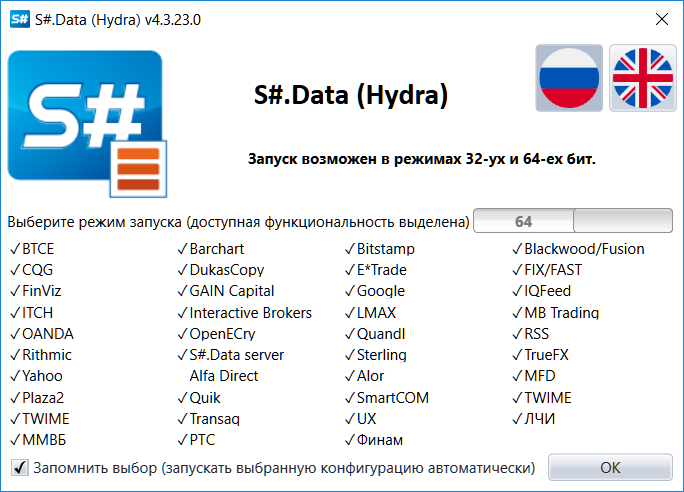 S#.Data (Hydra) v4.3.23.0
S#
S#.Data (Hydra)
Запуск возможен в режимах 32-ух и 64-ех бит.
Выберите режим запуска (доступная функциональность выделена) 64
✓BTCE ✓Barchart ✓Bitstamp ✓Blackwood/Fusion
✓CQG ✓DukasCopy ✓E*Trade ✓FIX/FAST
✓FinViz ✓GAIN Capital ✓Google ✓IQFeed
✓ITCH ✓Interactive Brokers ✓LMAX ✓MB Trading
✓OANDA ✓OpenECry ✓Quandl ✓RSS
✓Rithmic ✓S#.Data server ✓Sterling ✓TrueFX
✓Yahoo Alfa Direct ✓Alor ✓MFD
✓Plaza2 ✓Quik ✓SmartCOM ✓TWIME
✓TWIME ✓Transaq ✓UX ✓ЛЧИ
✓ММВБ ✓РТС ✓Финам
✓ Запомнить выбор (запускать выбранную конфигурацию автоматически) OK